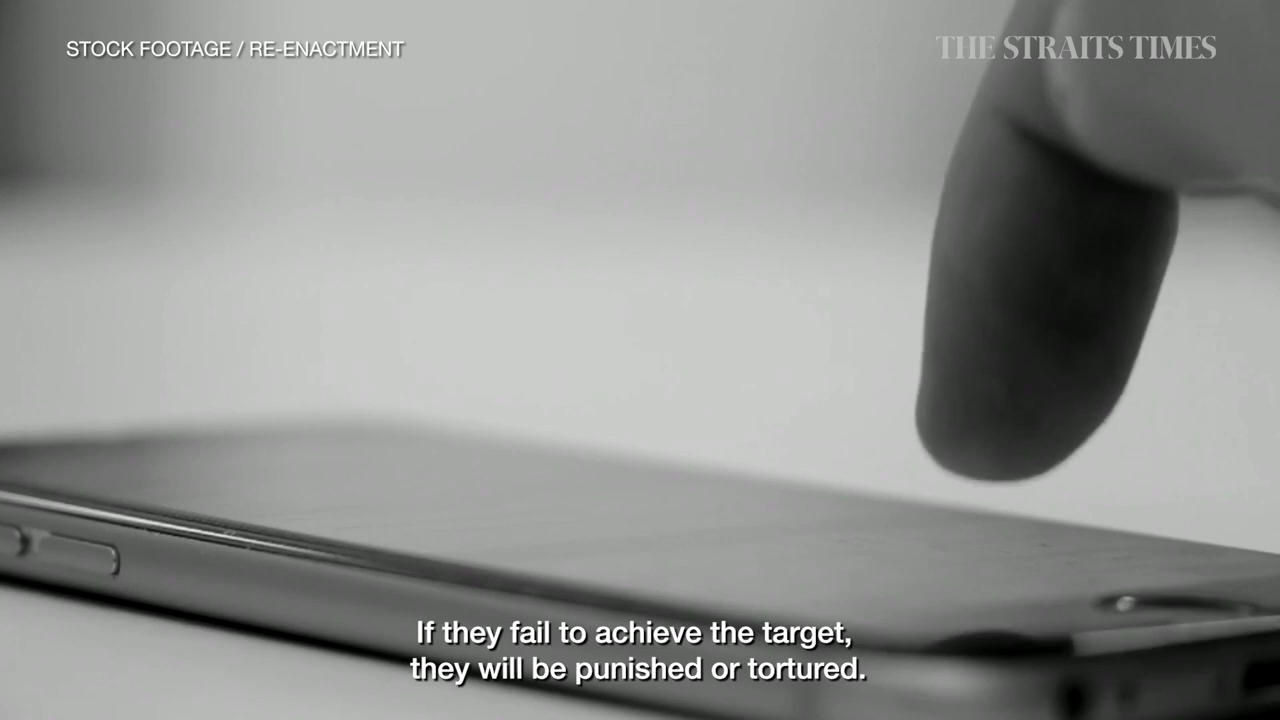 STOCK FOOTAGE / RE-ENACTMENT
THE STRAITS TIMES
If they fail to achieve the target,
they will be punished or tortured.